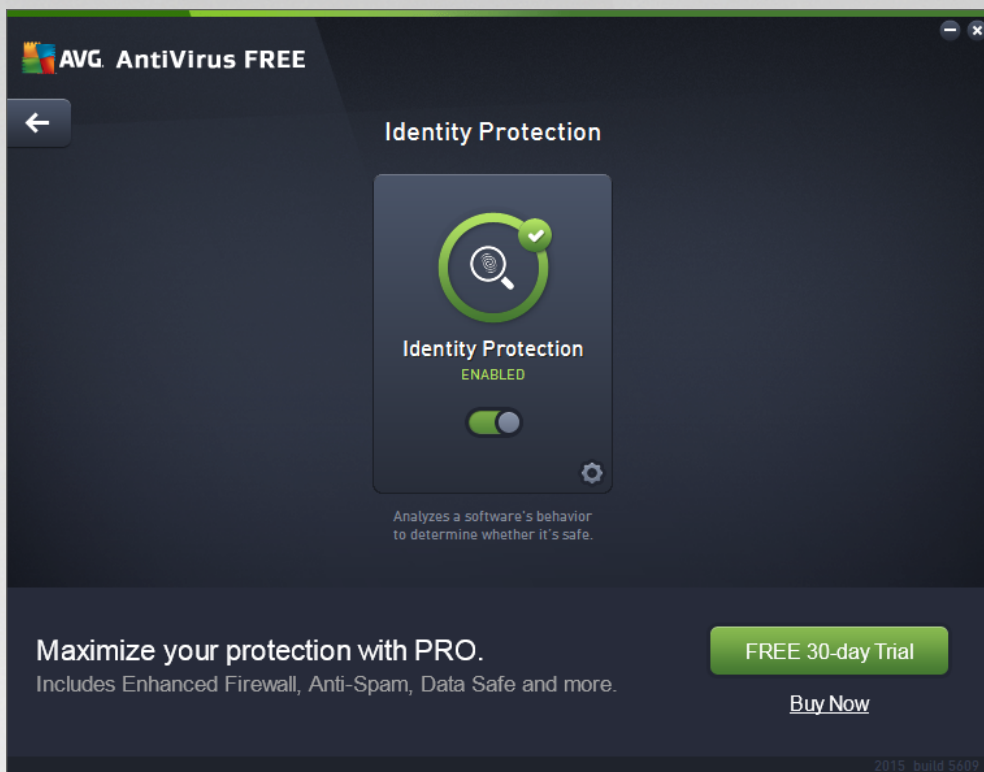 AVG. AntiVirus FREE
Identity Protection
Identity Protection
ENABLED
Analyzes a software's behavior
to determine whether it's safe.
Maximize your protection with PRO.
Includes Enhanced Firewall, Anti-Spam, Data Safe and more.
FREE 30-day Trial
Buy Now
2015 build 5609